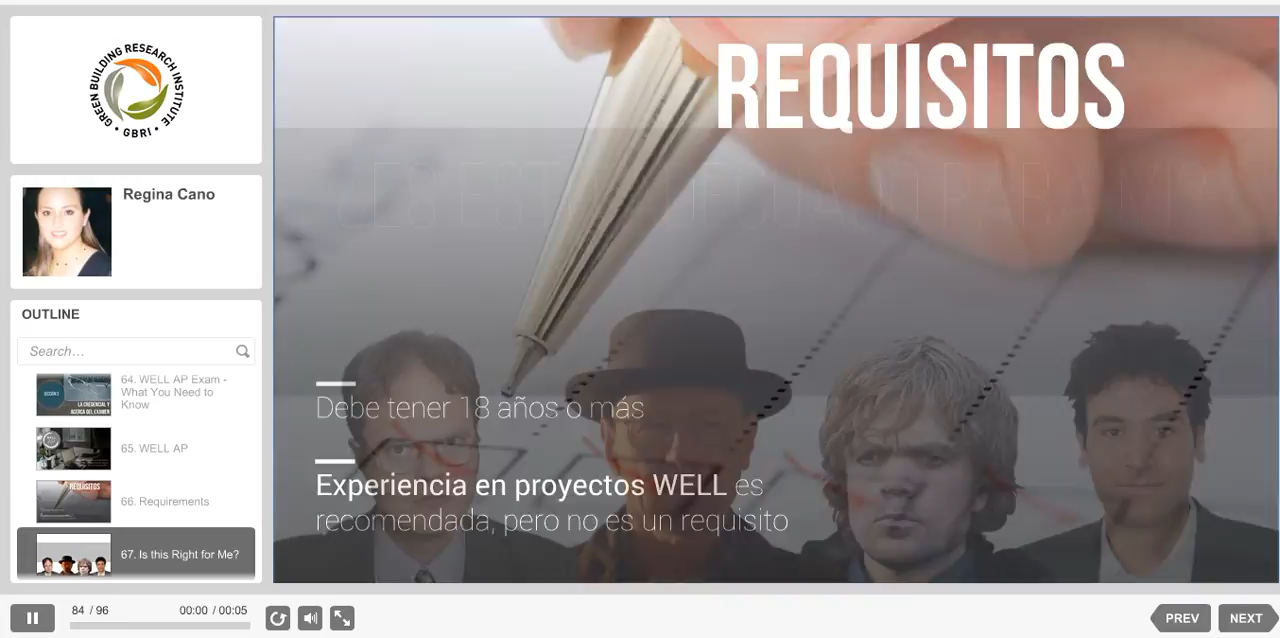 GREEN BUILDING RESEARCH INSTITUTE
• GBRI •
Regina Cano
OUTLINE
Search...
64. WELL AP Exam -
What You Need to
Know
65. WELL AP
66. Requirements
67. Is this Right for Me?
REQUISITOS
Debe tener 18 años o más
Experiencia en proyectos WELL es
recomendada, pero no es un requisito
84 / 96
00:00 / 00:05
PREV
NEXT